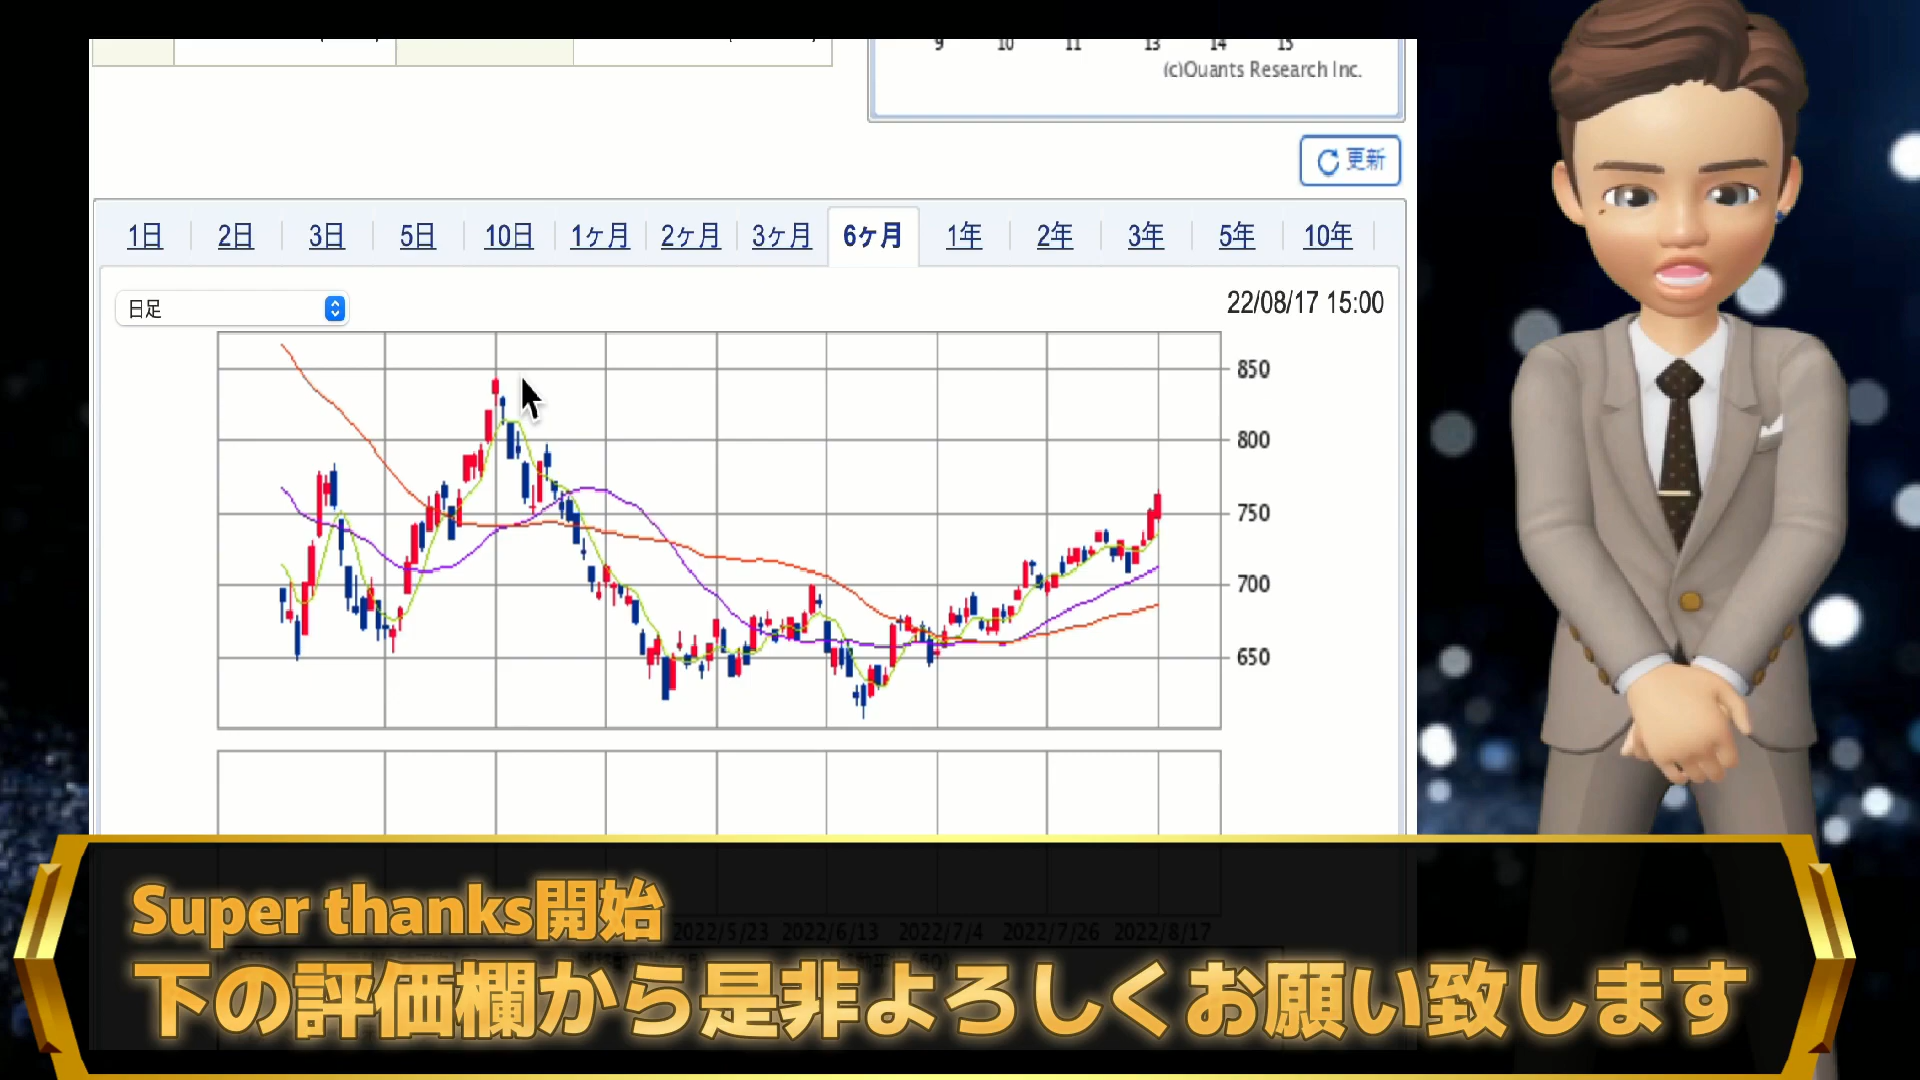 9 10 11 13 14 15
(c)Quants Research Inc.
更新
1日 2日 3日 5日 10日 1ヶ月 2ヶ月 3ヶ月 6ヶ月 1年 2年 3年 5年 10年
日足
22/08/17 15:00
850
800
750
700
650
2022/5/23 2022/6/13 2022/7/4 2022/7/26 2022/8/17
Super thanks開始
下の評価欄から是非よろしくお願い致します